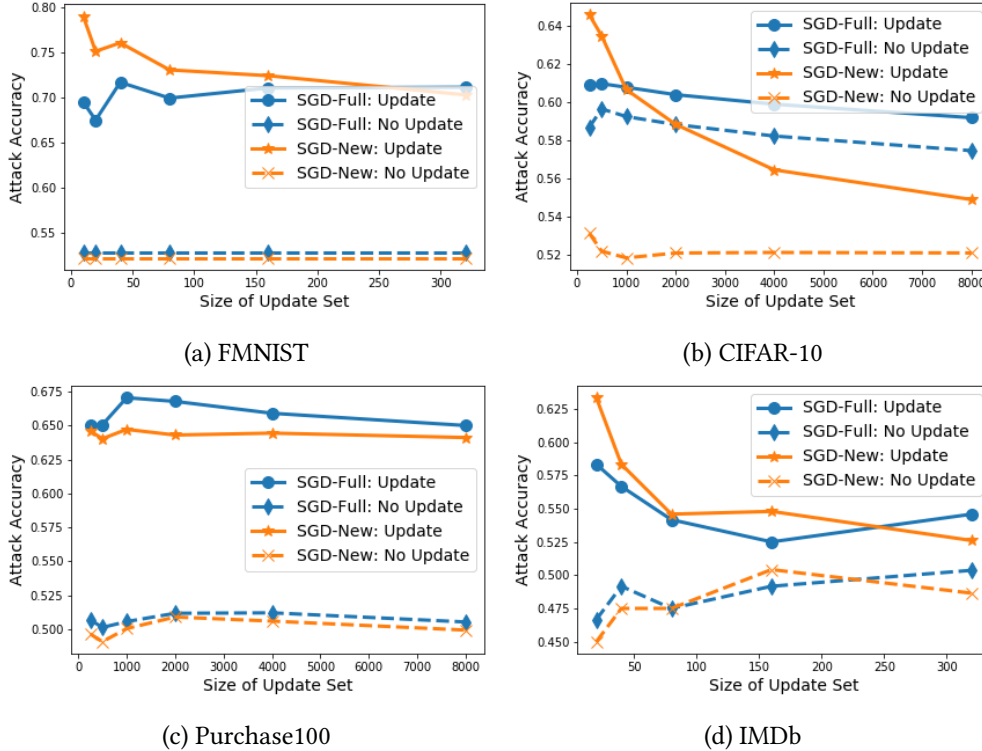 0.80
0.75
0.70
0.65
0.60
0.55
Attack Accuracy
SGD-Full: Update
SGD-Full: No Update
SGD-New: Update
SGD-New: No Update
0 50 100 150 200 250 300
Size of Update Set
(a) FMNIST
0.64
0.62
0.60
0.58
0.56
0.54
0.52
Attack Accuracy
SGD-Full: Update
SGD-Full: No Update
SGD-New: Update
SGD-New: No Update
0 1000 2000 3000 4000 5000 6000 7000 8000
Size of Update Set
(b) CIFAR-10
0.675
0.650
0.625
0.600
0.575
0.550
0.525
0.500
Attack Accuracy
SGD-Full: Update
SGD-Full: No Update
SGD-New: Update
SGD-New: No Update
0 1000 2000 3000 4000 5000 6000 7000 8000
Size of Update Set
(c) Purchase100
0.625
0.600
0.575
0.550
0.525
0.500
0.475
0.450
Attack Accuracy
SGD-Full: Update
SGD-Full: No Update
SGD-New: Update
SGD-New: No Update
50 100 150 200 250 300
Size of Update Set
(d) IMDb